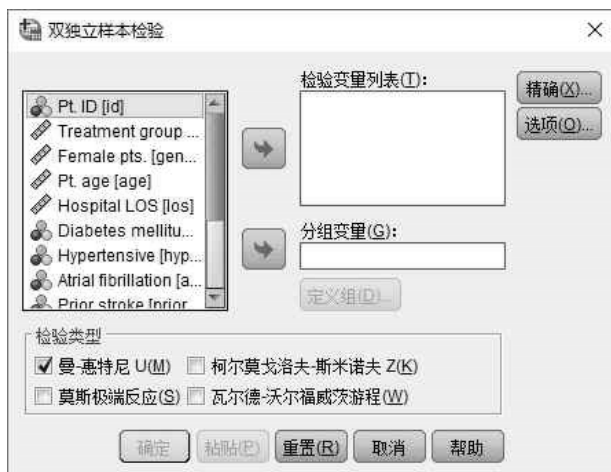 双独立样本检验
检验变量列表(T):
Pt. ID [id]
Treatment group ...
Female pts. [gen...
Pt. age [age]
Hospital LOS [los]
Diabetes mellitu...
Hypertensive [hyp...
Atrial fibrillation [a...
Prior stroke [prior
精确(X)...
选项(O)...
分组变量(G):
定义组(D)...
检验类型
曼-惠特尼 U(M) 柯尔莫戈洛夫-斯米诺夫 Z(K)
莫斯极端反应(S) 瓦尔德-沃尔福威茨游程(W)
确定 粘贴(P) 重置(R) 取消 帮助